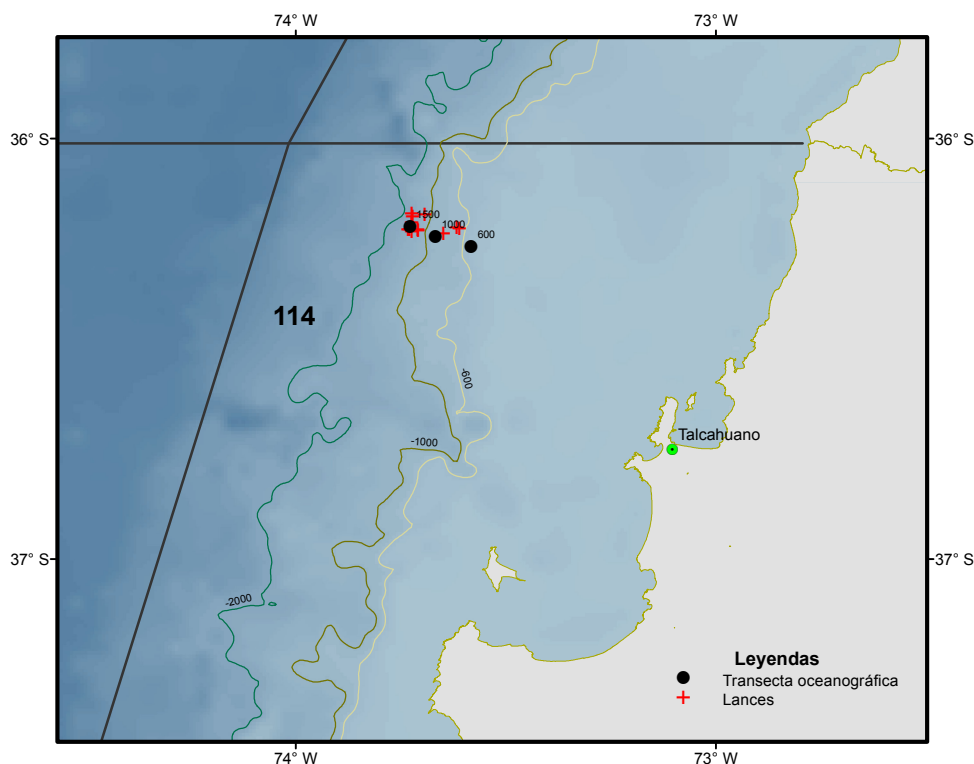 74° W
73° W
36° S
36° S
1500
1000
600
114
-600
Talcahuano
-1000
37° S
37° S
-2000
Leyendas
Transecta oceanográfica
Lances
74° W
73° W